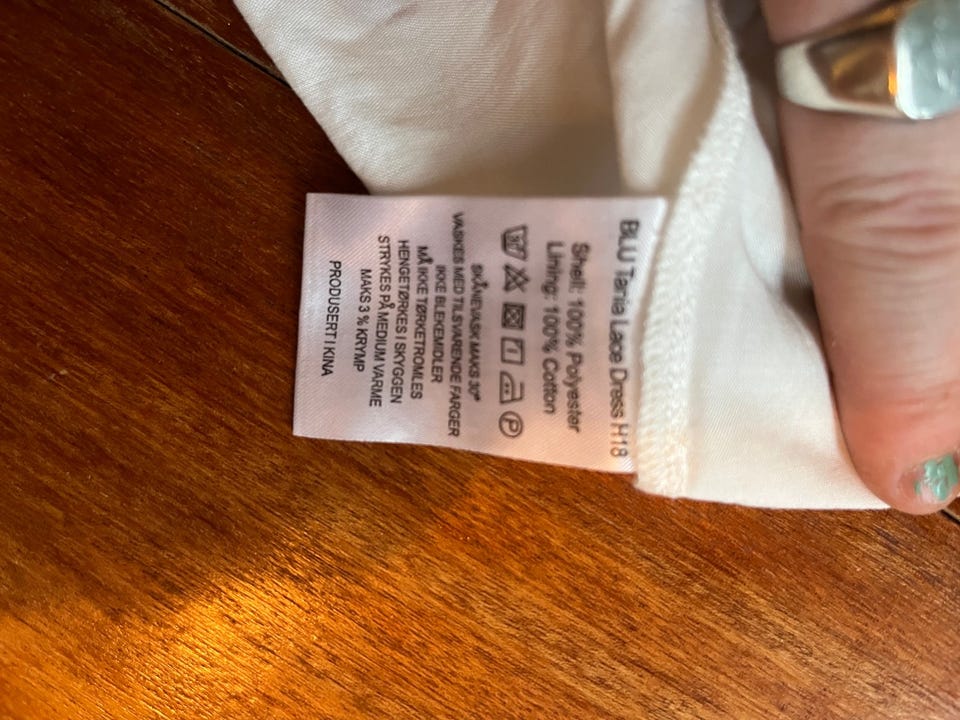 BLU Tania Lace Dress H18
Shell: 100% Polyester
Lining: 100% Cotton
P
SKÅNEVASK MAKS 30°
VASKES MED TILSVARENDE FARGER
IKKE BLEKEMIDLER
MÅ IKKE TØRKETROMLES
HENGETØRKES I SKYGGEN
STRYKES PÅ MEDIUM VARME
MAKS 3 % KRYMP
PRODUSERT I KINA